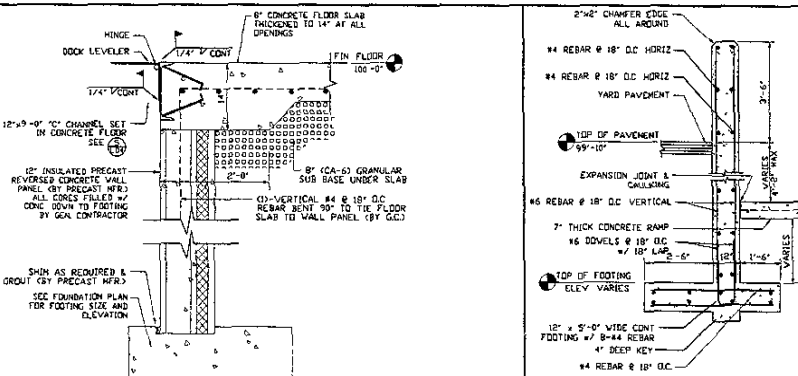 6" CONCRETE FLOOR SLAB
THICKENED TO 14" AT ALL
OPENINGS
HINGE
DOCK LEVELER
1/4" V CONT
FIN FLOOR
100'-0"
1/4" V CONT
14"
12"x9'-0" "C" CHANNEL SET
IN CONCRETE FLOOR
SEE
12" INSULATED PRECAST
REVERSED CONCRETE WALL
PANEL (BY PRECAST MFR.)
ALL CORES FILLED W/
CONC DOWN TO FOOTING
BY GEN. CONTRACTOR
2'-8"
8" (CA-6) GRANULAR
SUB BASE UNDER SLAB
(1)-VERTICAL #4 @ 18" O.C
REBAR BENT 90° TO TIE FLOOR
SLAB TO WALL PANEL (BY G.C.)
SHIM AS REQUIRED &
GROUT (BY PRECAST MFR.)
SEE FOUNDATION PLAN
FOR FOOTING SIZE AND
ELEVATION
2"x2" CHAMFER EDGE
ALL AROUND
#4 REBAR @ 18" O.C HORIZ
#4 REBAR @ 18" O.C HORIZ
YARD PAVEMENT
3'-6"
TOP OF PAVEMENT
99'-10"
VARIES
MAX
EXPANSION JOINT &
CAULKING
#6 REBAR @ 18" O.C VERTICAL
7" THICK CONCRETE RAMP
#6 DOWELS @ 18" O.C
W/ 18" LAP
2'-6"
12"
1'-6"
VARIES
TOP OF FOOTING
ELEV VARIES
12" x 5'-0" WIDE CONT
FOOTING W/ 8-#4 REBAR
4" DEEP KEY
#4 REBAR @ 18" O.C.